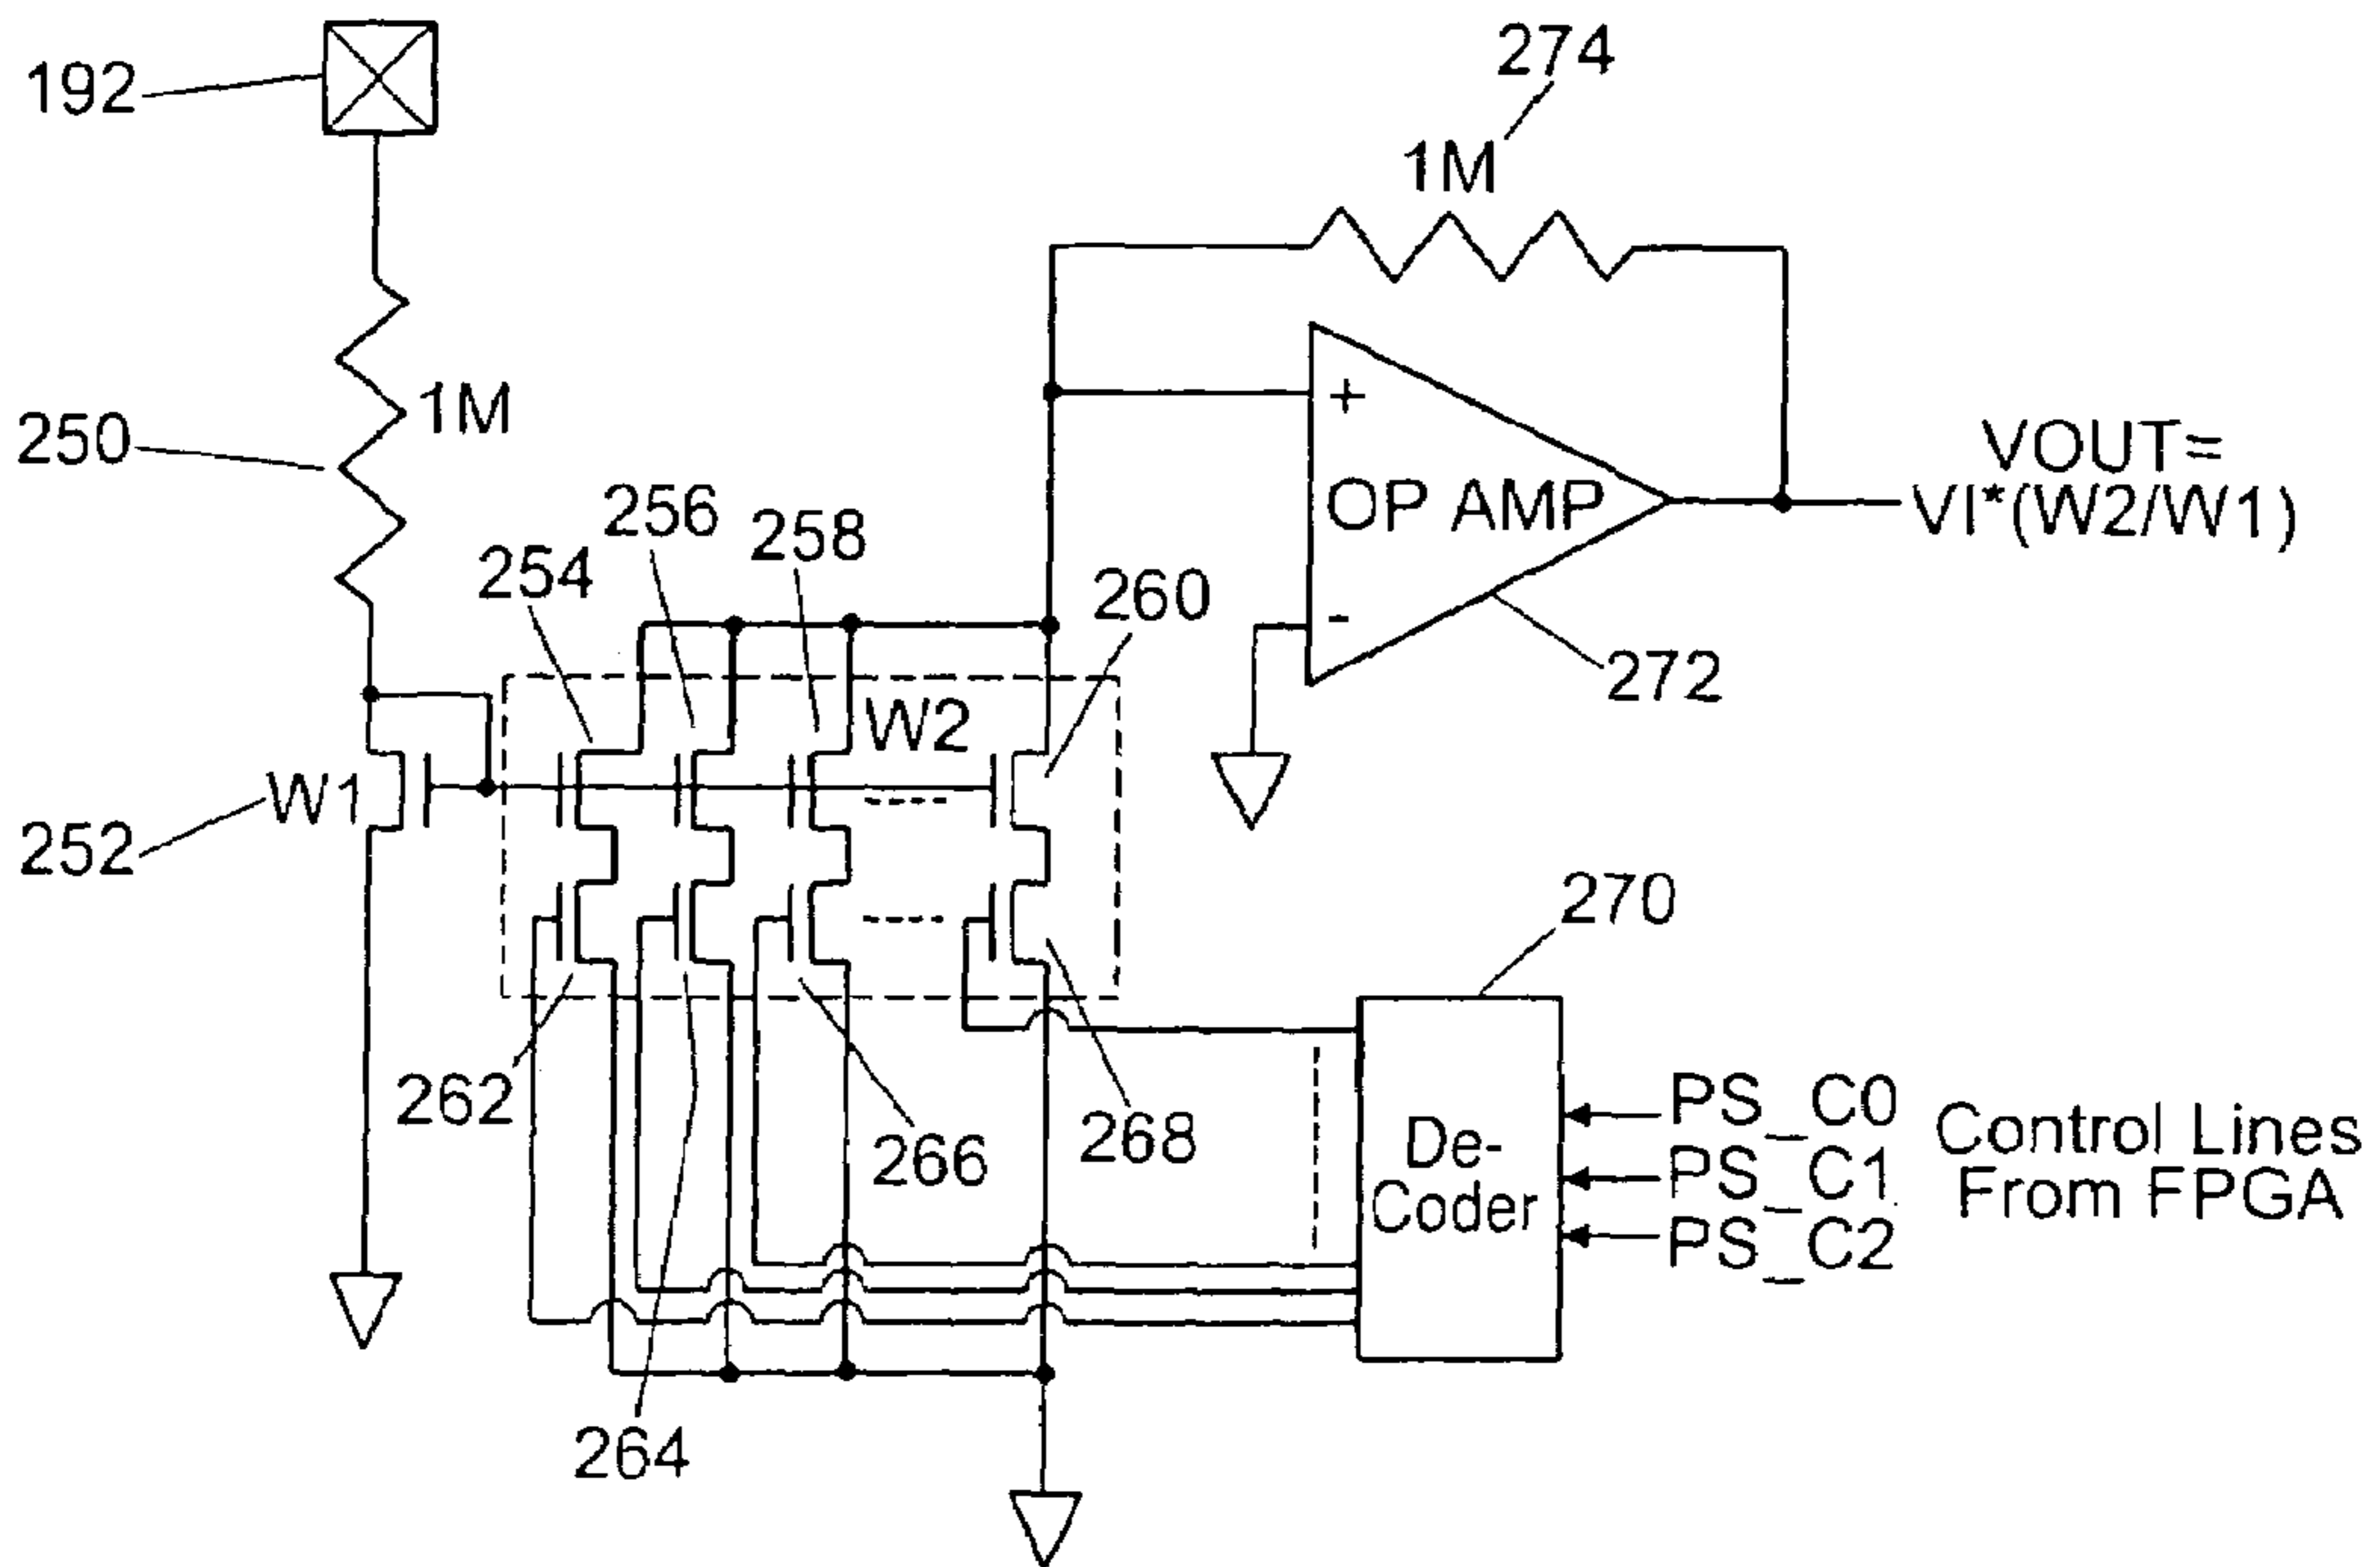 274
192
1M
1M
250
256
258
254
260
+
OP AMP
-
VOUT=
VI*(W2/W1)
272
W2
W1
252
270
262
266
268
264
De-
Coder
PS_C0
PS_C1
PS_C2
Control Lines
From FPGA